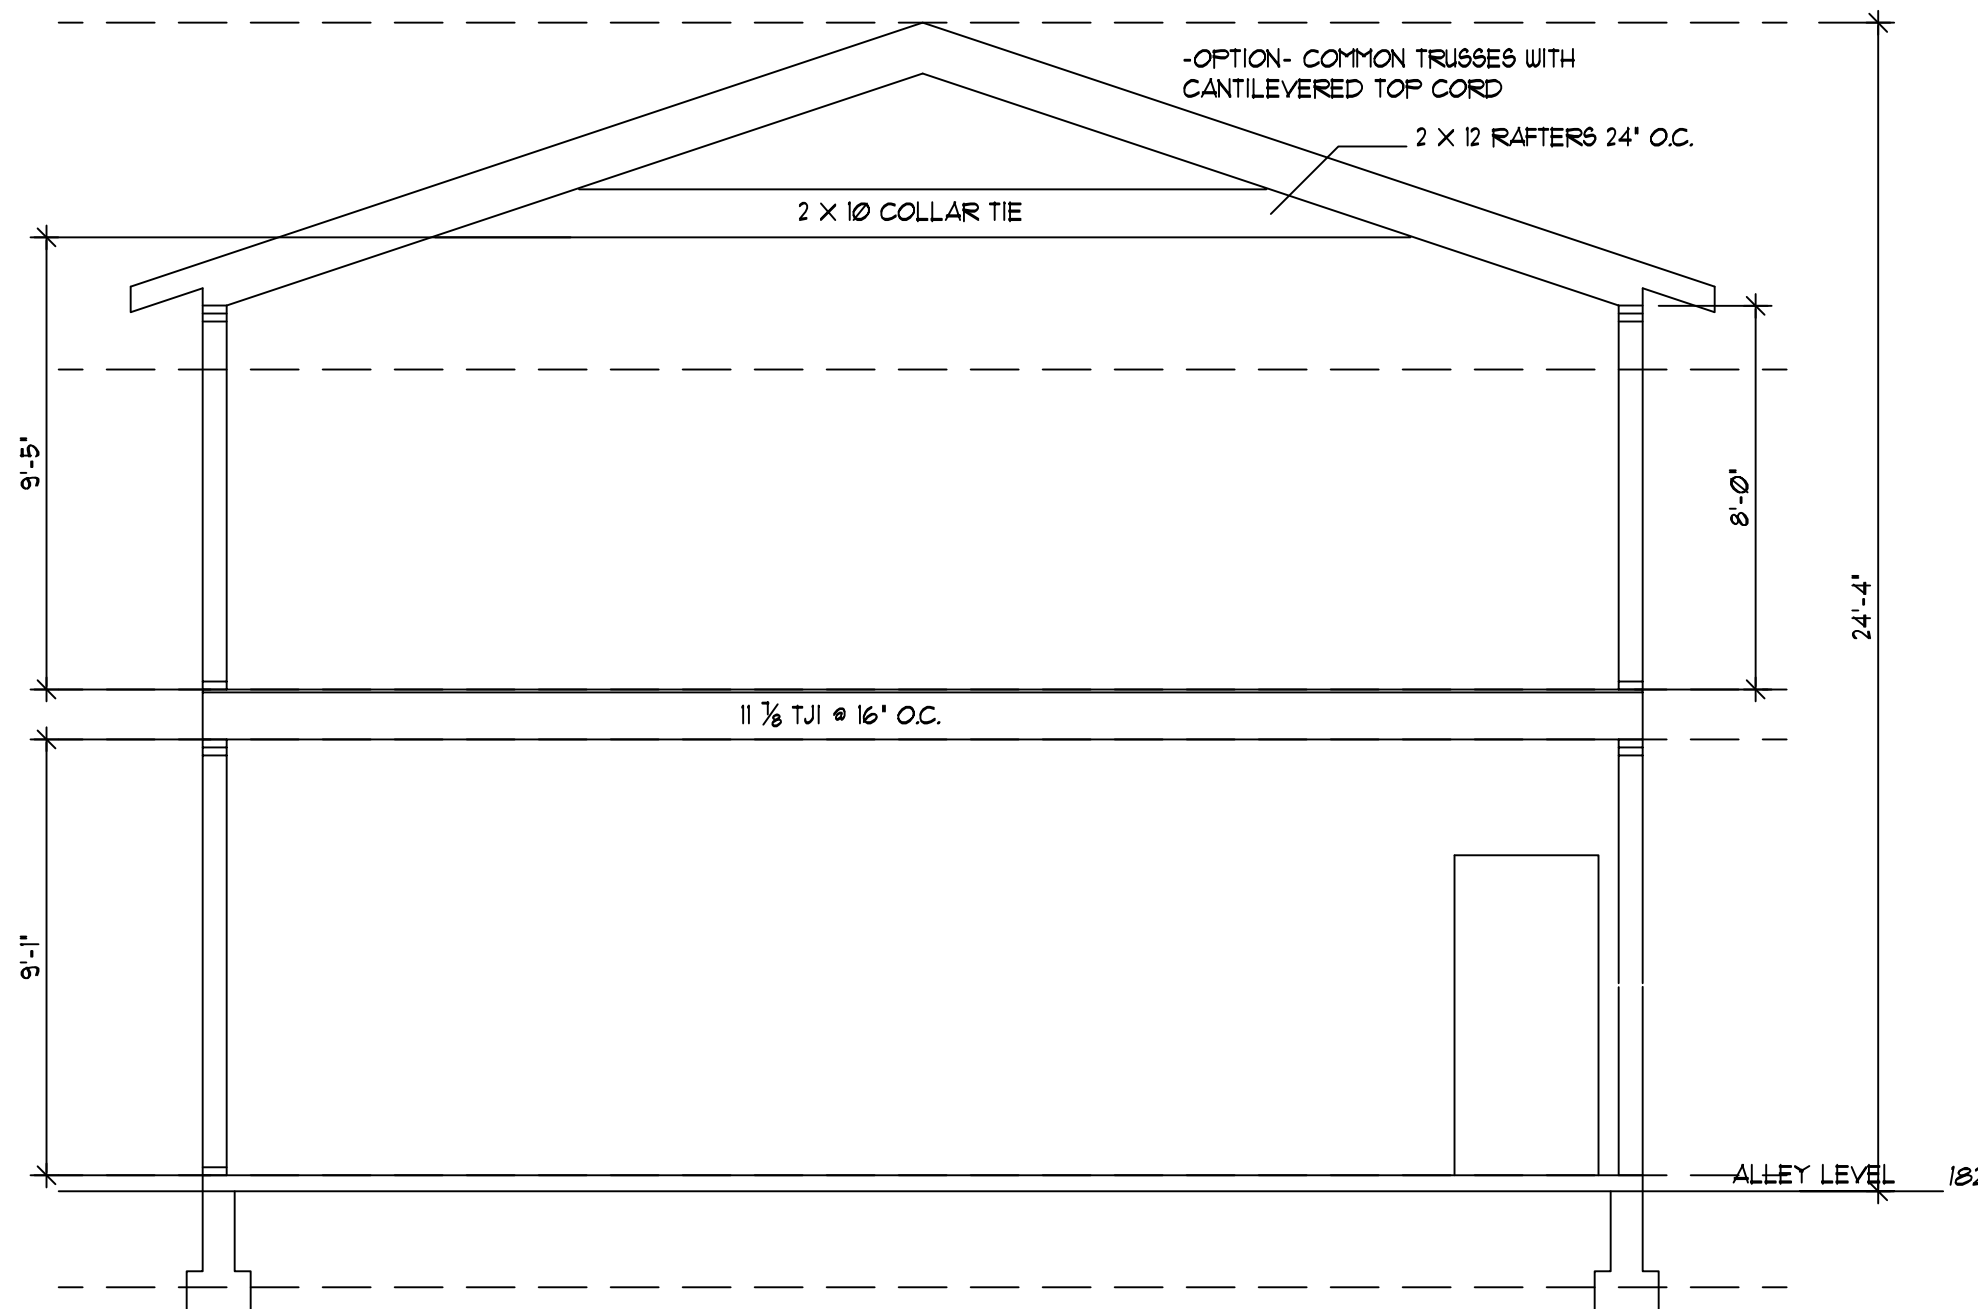 -OPTION- COMMON TRUSSES WITH
CANTILEVERED TOP CORD
2 X 12 RAFTERS 24" O.C.
2 X 10 COLLAR TIE
9'-5"
8'-0"
24'-4"
11 ⅞ TJI @ 16" O.C.
9'-1"
ALLEY LEVEL 182